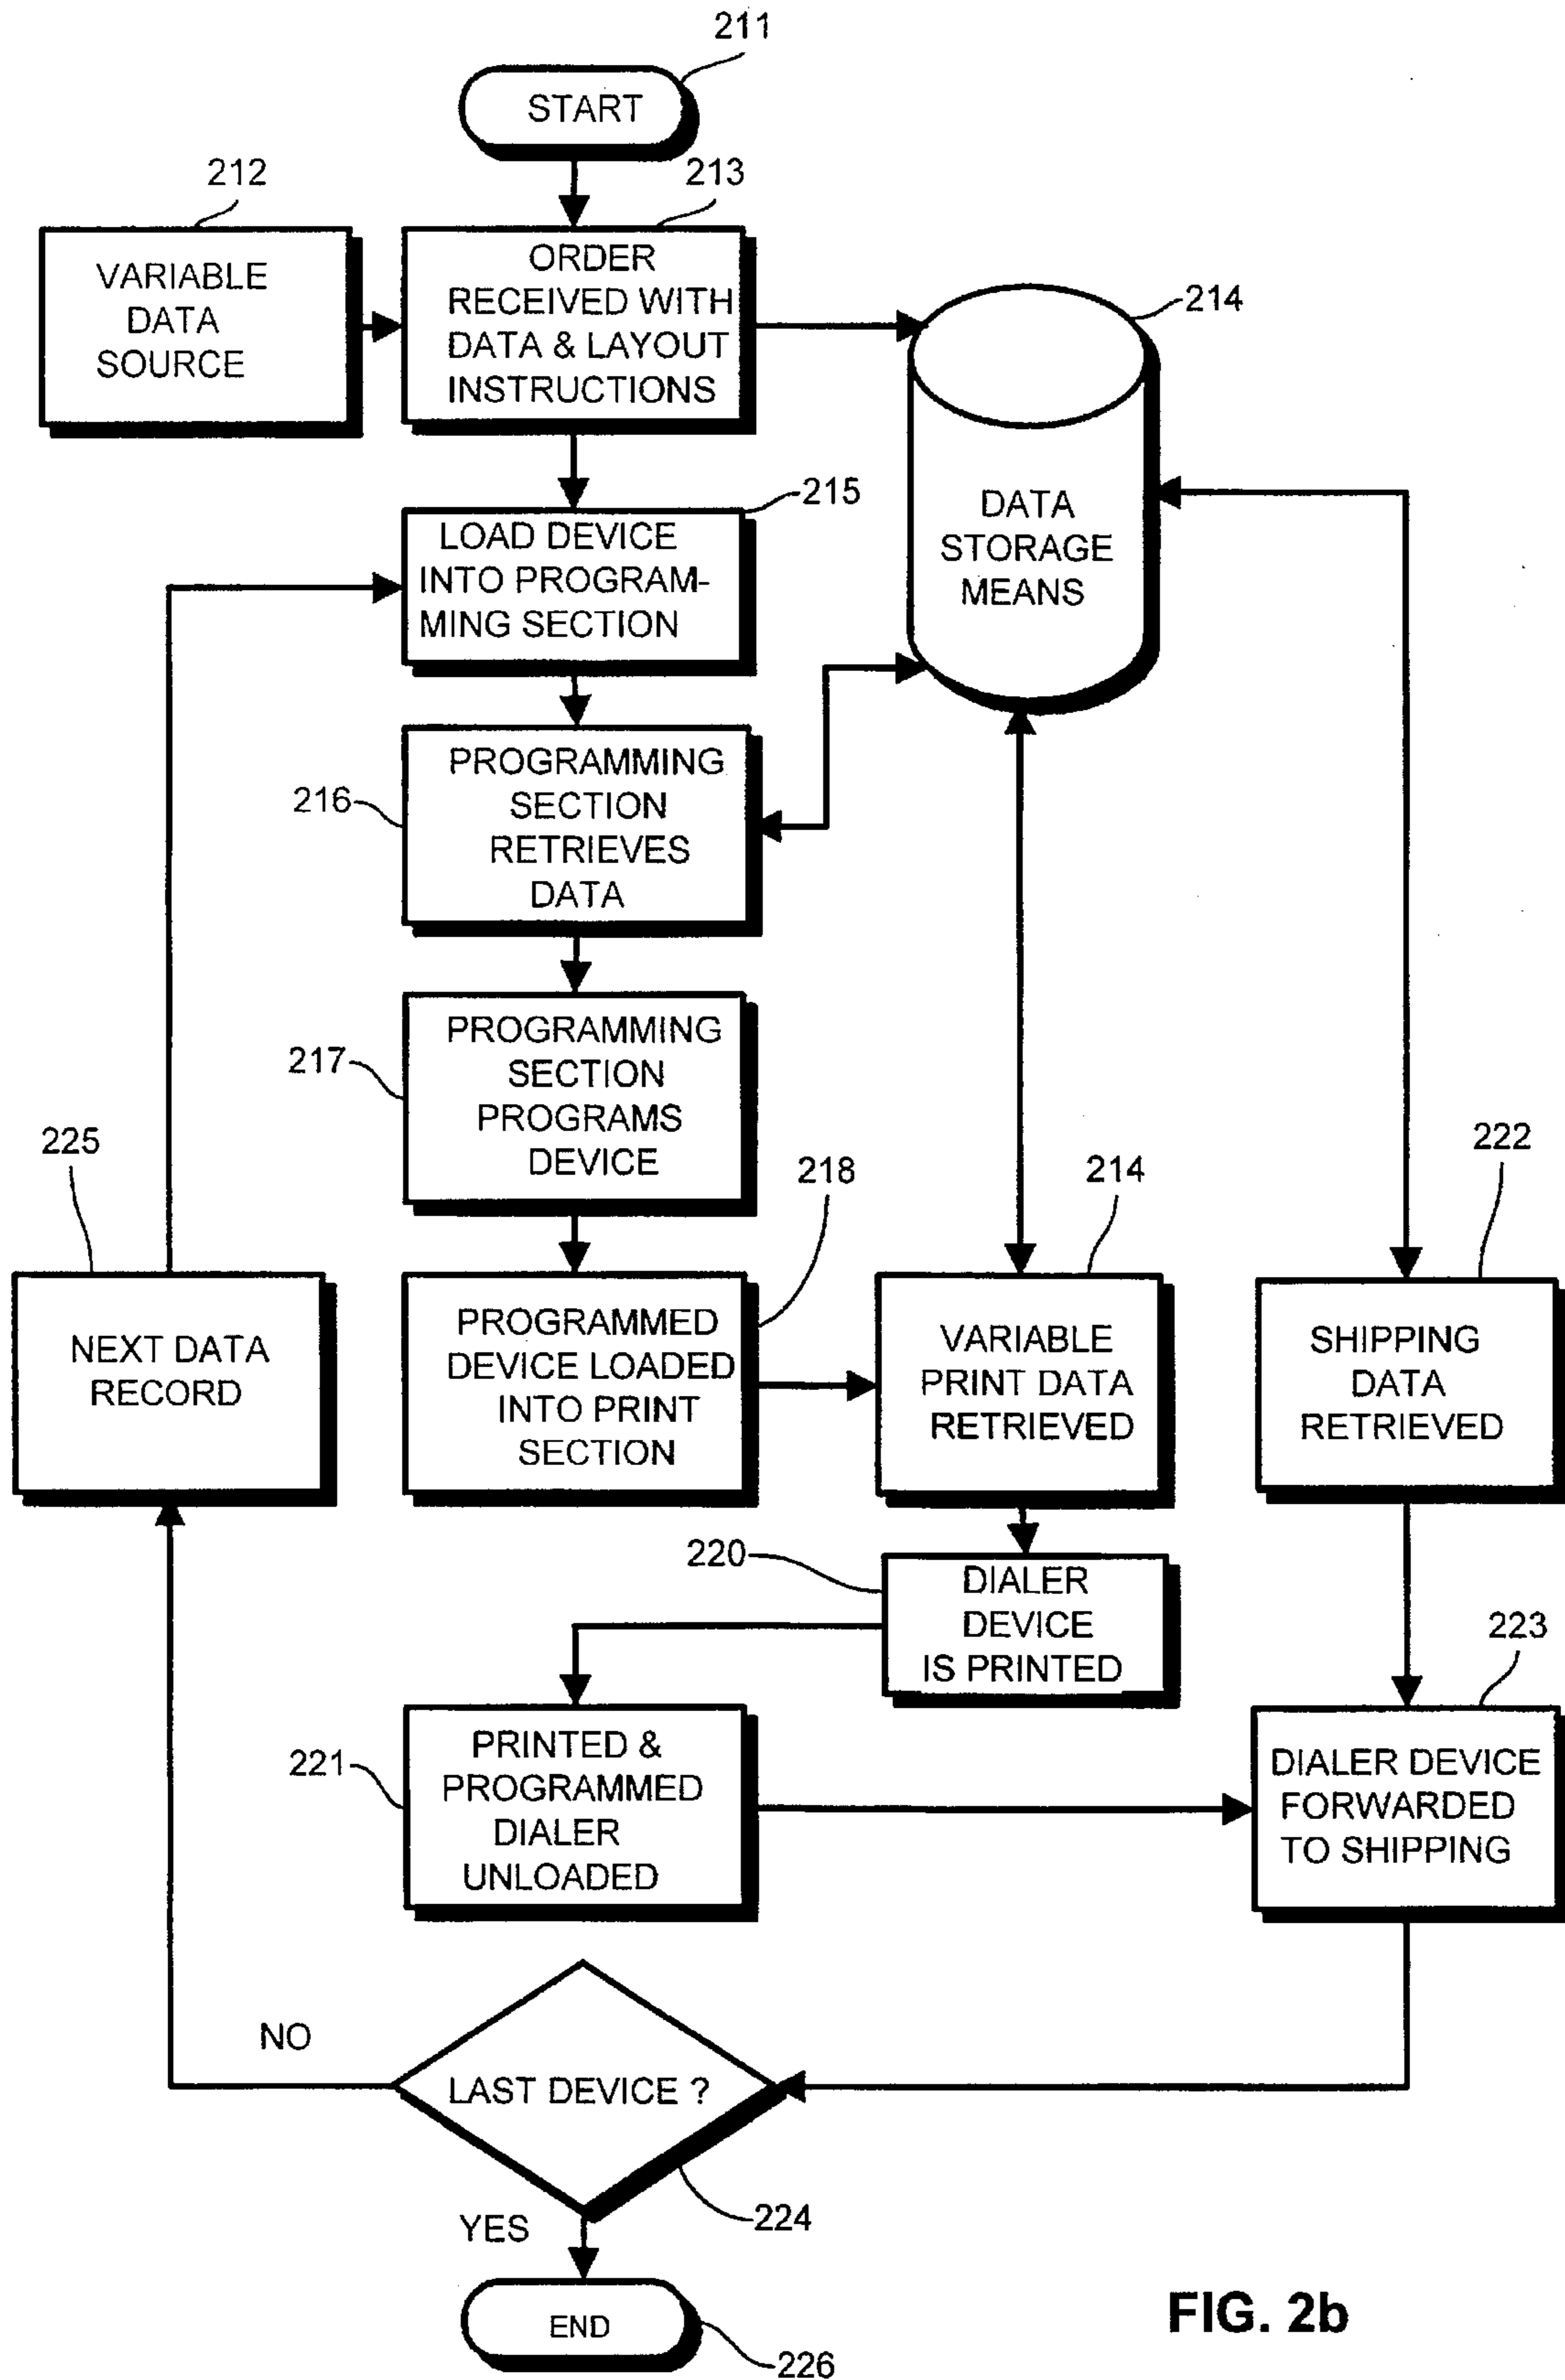 211
START
212
213
VARIABLE
DATA
SOURCE
ORDER
RECEIVED WITH
DATA & LAYOUT
INSTRUCTIONS
214
DATA
STORAGE
MEANS
215
LOAD DEVICE
INTO PROGRAM-
MING SECTION
216
PROGRAMMING
SECTION
RETRIEVES
DATA
217
PROGRAMMING
SECTION
PROGRAMS
DEVICE
225
218
214
222
NEXT DATA
RECORD
PROGRAMMED
DEVICE LOADED
INTO PRINT
SECTION
VARIABLE
PRINT DATA
RETRIEVED
SHIPPING
DATA
RETRIEVED
220
DIALER
DEVICE
IS PRINTED
223
221
PRINTED &
PROGRAMMED
DIALER
UNLOADED
DIALER DEVICE
FORWARDED
TO SHIPPING
NO
LAST DEVICE ?
224
YES
END
226
FIG. 2b